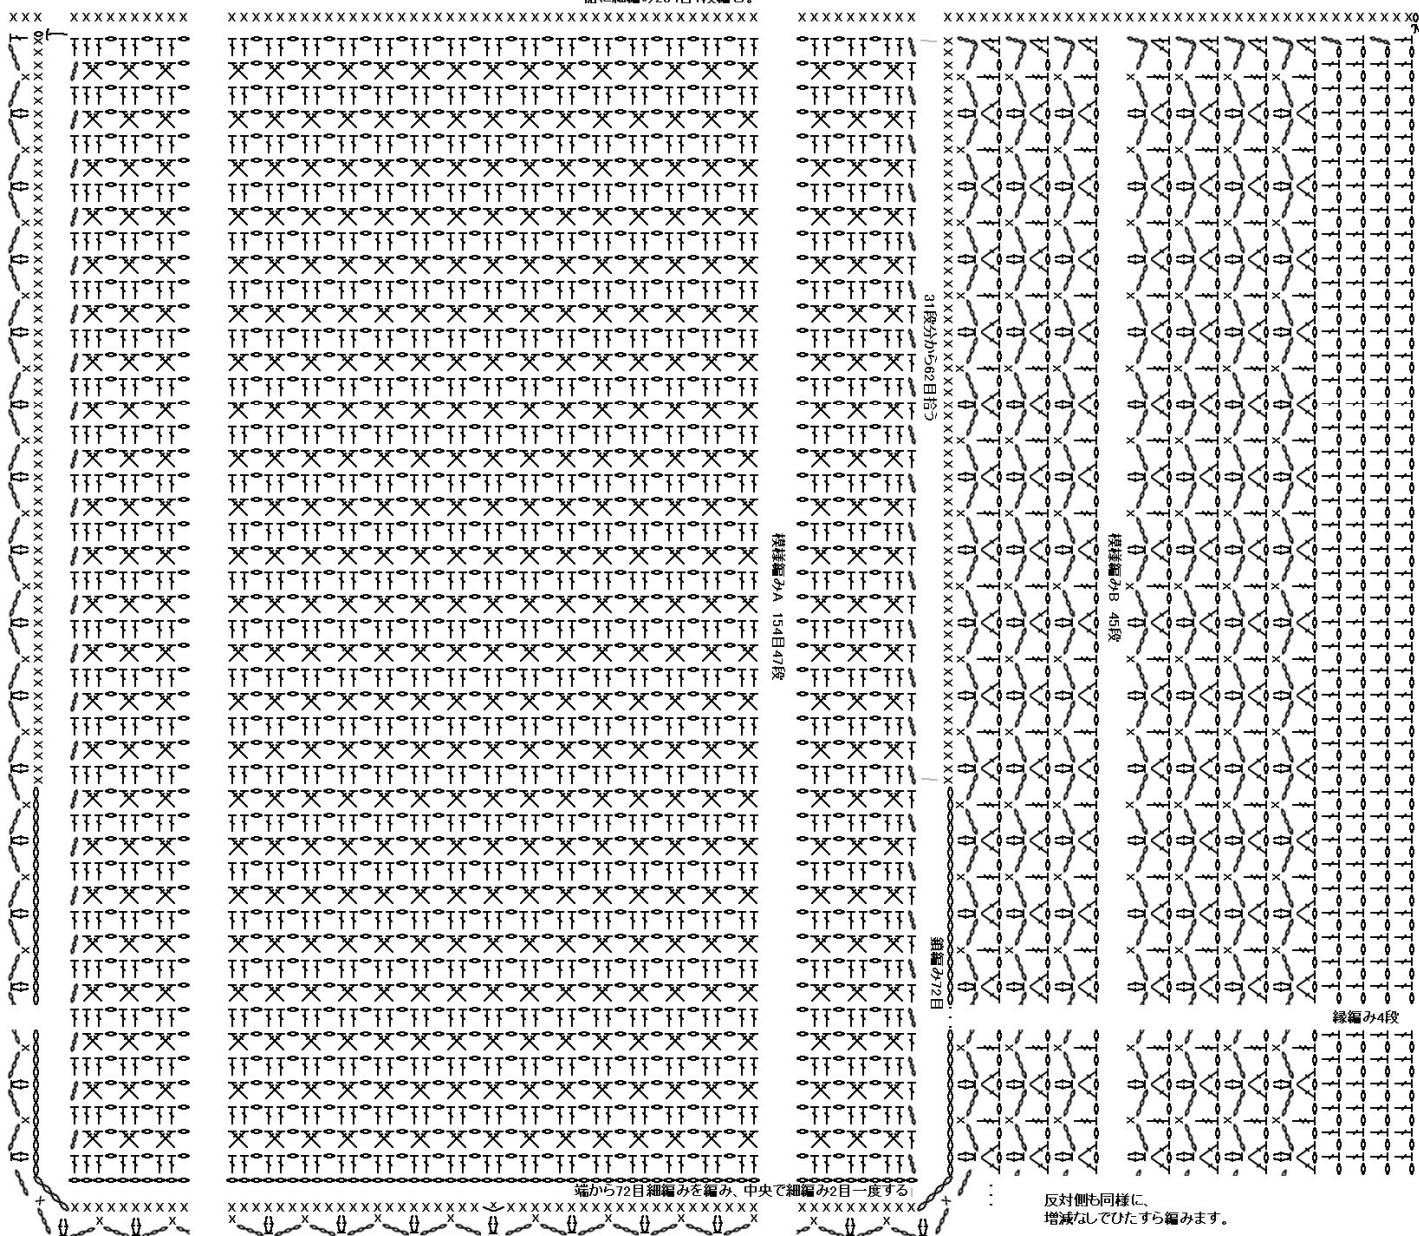 31段分から62目拾う
模様編みA 154目47段
模様編みB 45段
鎖編み72目
縁編み4段
端から72目細編みを編み、中央で細編み2目一度する
反対側も同様に、
増減なしでひたすら編みます。